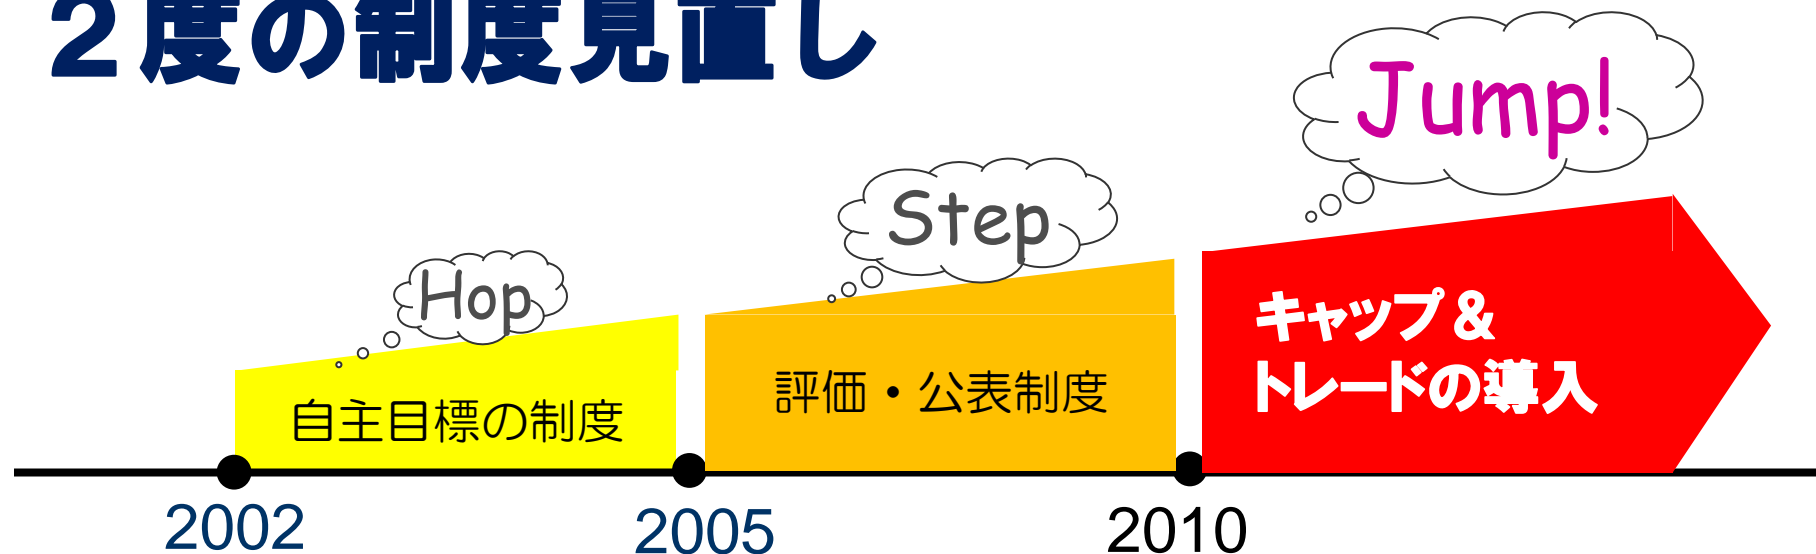 ２度の制度見直し
Jump!
Step
Hop
キャップ＆
トレードの導入
評価・公表制度
自主目標の制度
2002
2005
2010